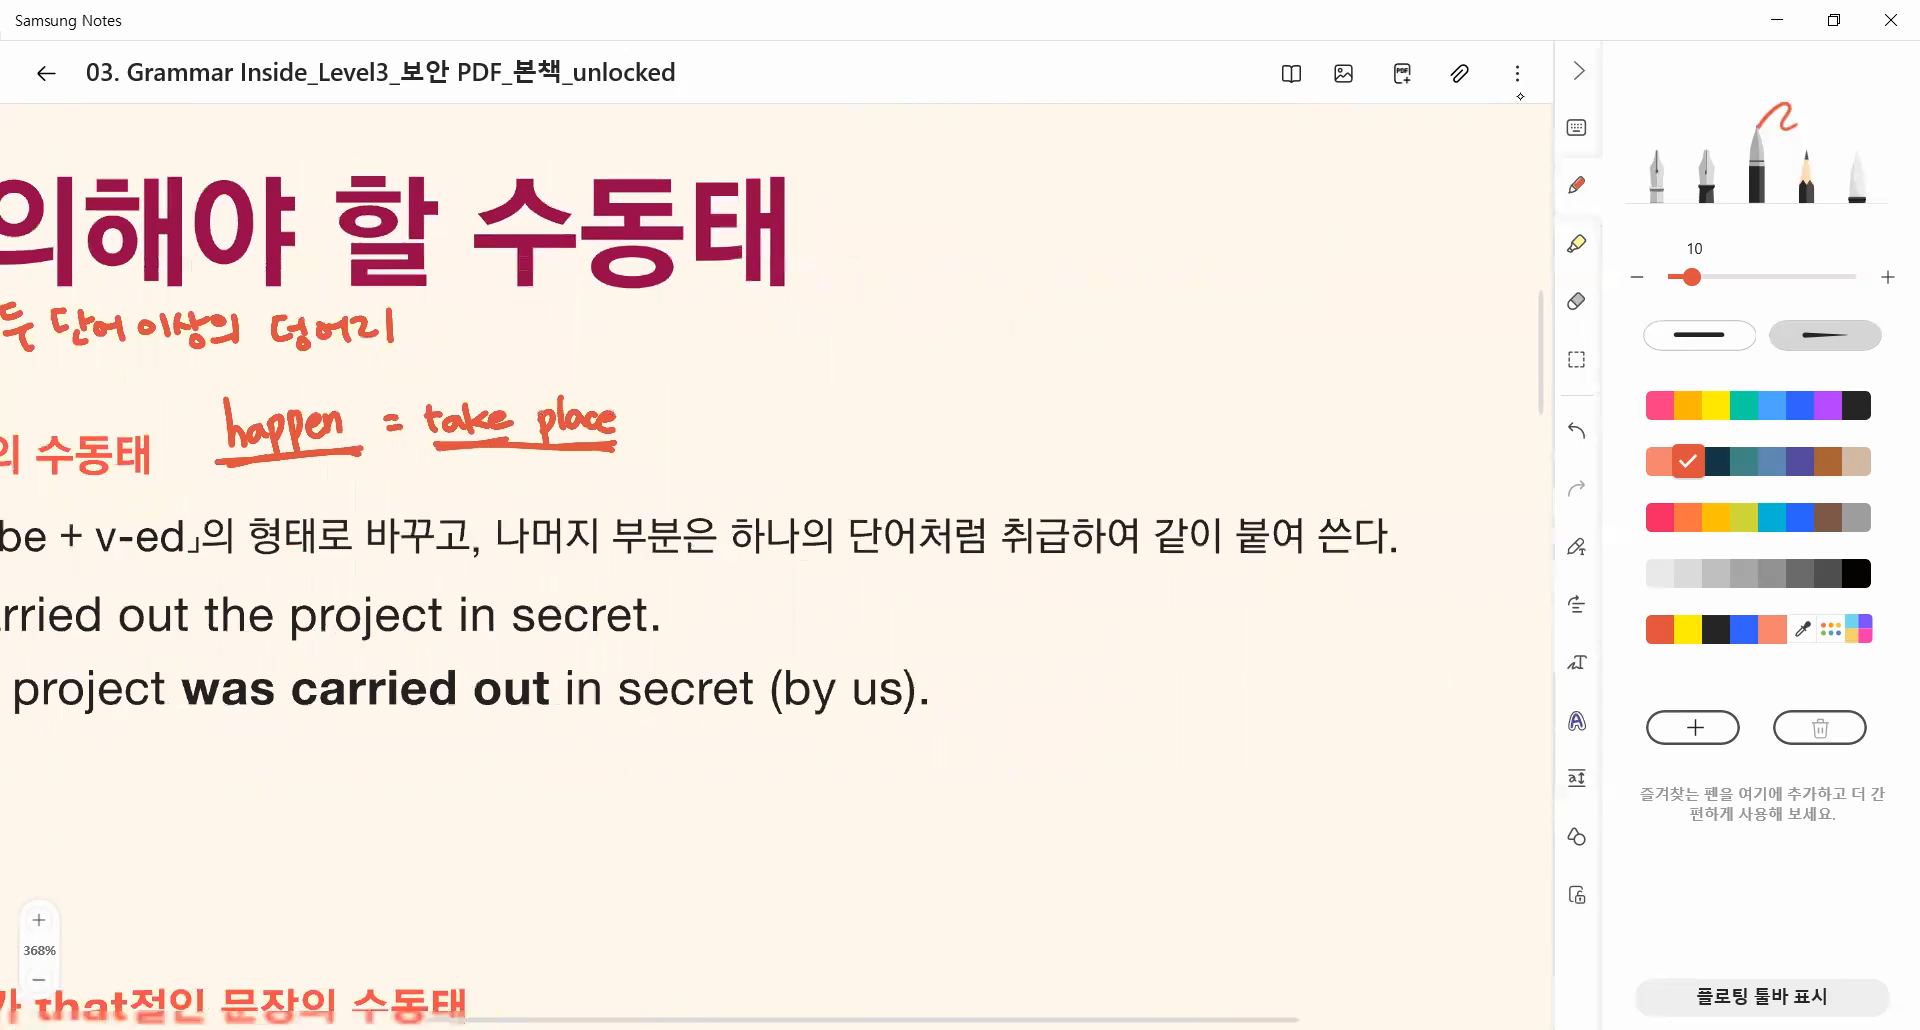 Samsung Notes
03. Grammar Inside_Level3_보안 PDF_본책_unlocked
의해야 할 수동태
두 단어 이상의 덩어리
happen = take place
의 수동태
be + v-ed」의 형태로 바꾸고, 나머지 부분은 하나의 단어처럼 취급하여 같이 붙여 쓴다.
rried out the project in secret.
project was carried out in secret (by us).
가 that절인 문장의 수동태
368%
10
즐겨찾는 펜을 여기에 추가하고 더 간
편하게 사용해 보세요.
플로팅 툴바 표시